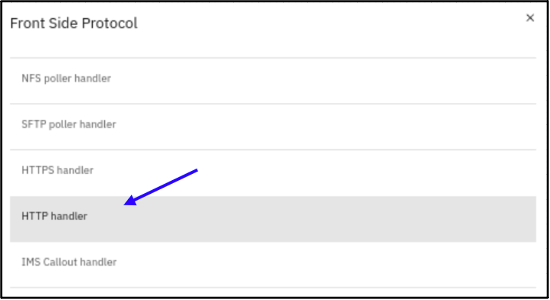 Front Side Protocol
NFS poller handler
SFTP poller handler
HTTPS handler
HTTP handler
IMS Callout handler